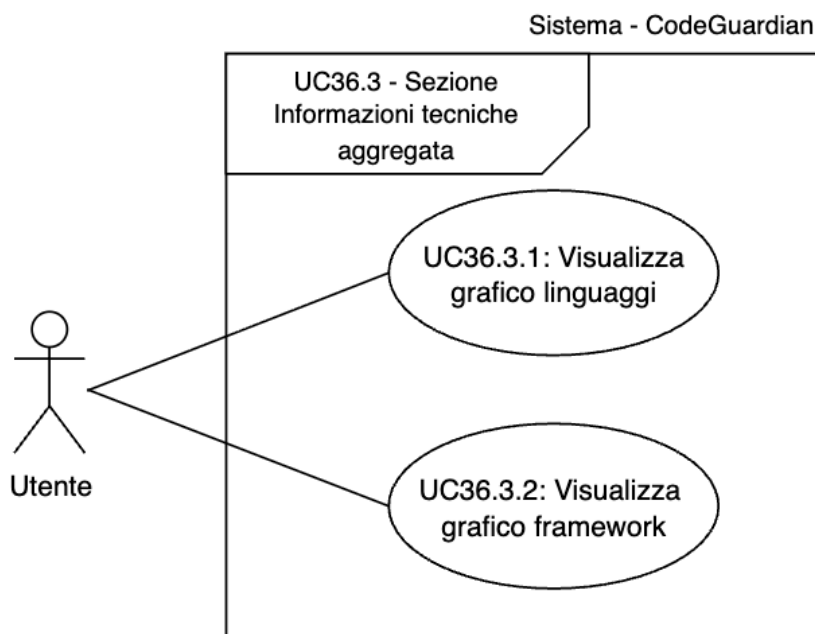 Sistema - CodeGuardian
UC36.3 - Sezione
Informazioni tecniche
aggregata
UC36.3.1: Visualizza
grafico linguaggi
Utente
UC36.3.2: Visualizza
grafico framework